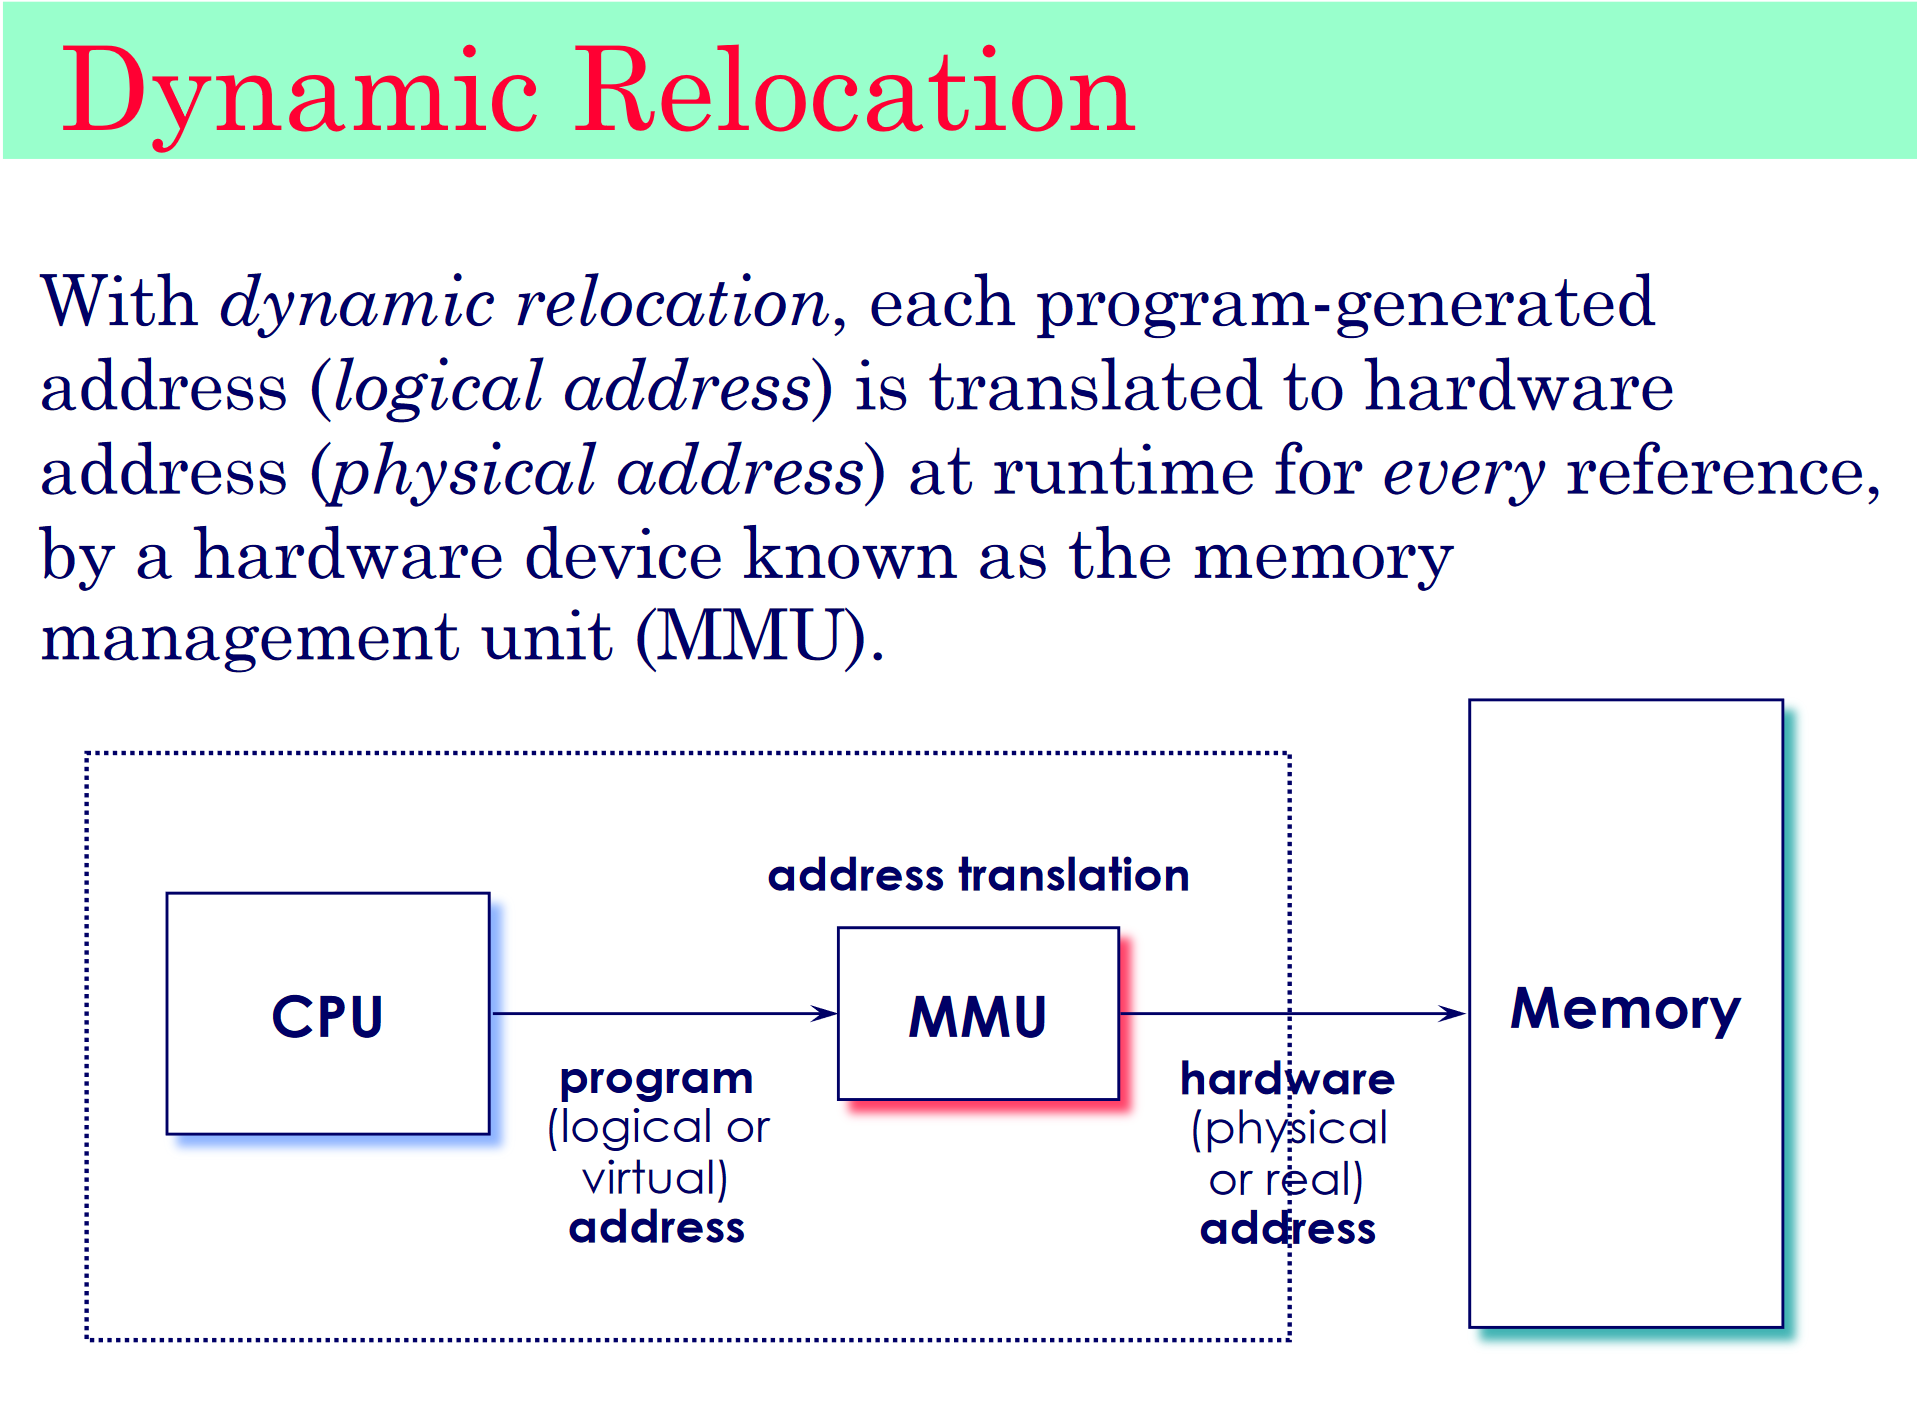 Dynamic Relocation
With dynamic relocation, each program-generated
address (logical address) is translated to hardware
address (physical address) at runtime for every reference,
by a hardware device known as the memory
management unit (MMU).
address translation
CPU
MMU
Memory
program
(logical or
virtual)
address
hardware
(physical
or real)
address